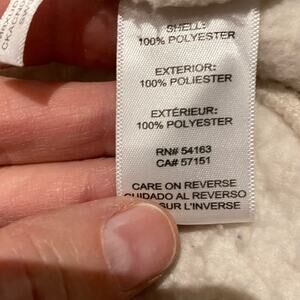 SHELL:
100% POLYESTER
EXTERIOR:
100% POLIESTER
EXTÉRIEUR:
100% POLYESTER
RN# 54163
CA# 57151
CARE ON REVERSE
CUIDADO AL REVERSO
SUR L'INVERSE